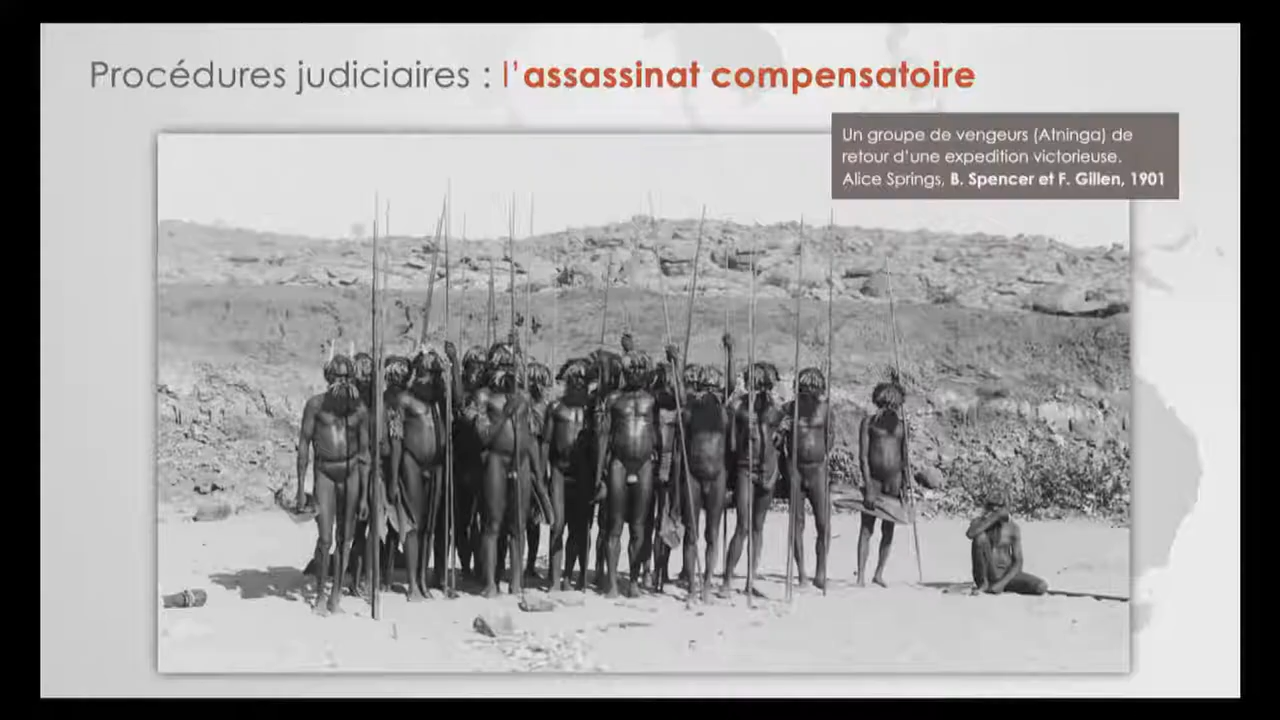 Procédures judiciaires : l'assassinat compensatoire
Un groupe de vengeurs (Atninga) de
retour d'une expedition victorieuse.
Alice Springs, B. Spencer et F. Gillen, 1901